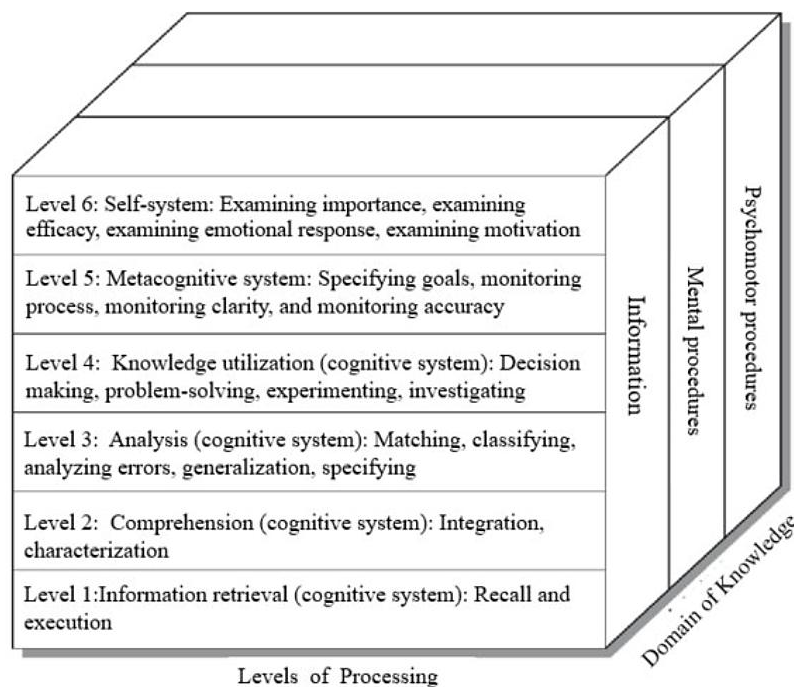 Level 6: Self-system: Examining importance, examining
efficacy, examining emotional response, examining motivation
Level 5: Metacognitive system: Specifying goals, monitoring
process, monitoring clarity, and monitoring accuracy
Level 4: Knowledge utilization (cognitive system): Decision
making, problem-solving, experimenting, investigating
Level 3: Analysis (cognitive system): Matching, classifying,
analyzing errors, generalization, specifying
Level 2: Comprehension (cognitive system): Integration,
characterization
Level 1:Information retrieval (cognitive system): Recall and
execution
Information
Mental procedures
Psychomotor procedures
Domain of Knowledge
Levels of Processing